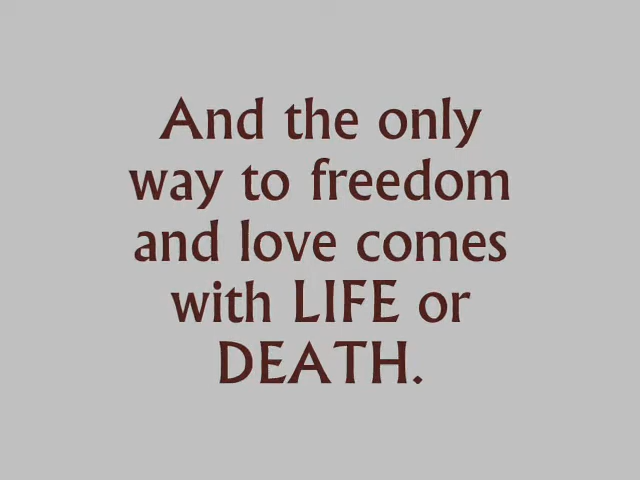 And the only
way to freedom
and love comes
with LIFE or
DEATH.